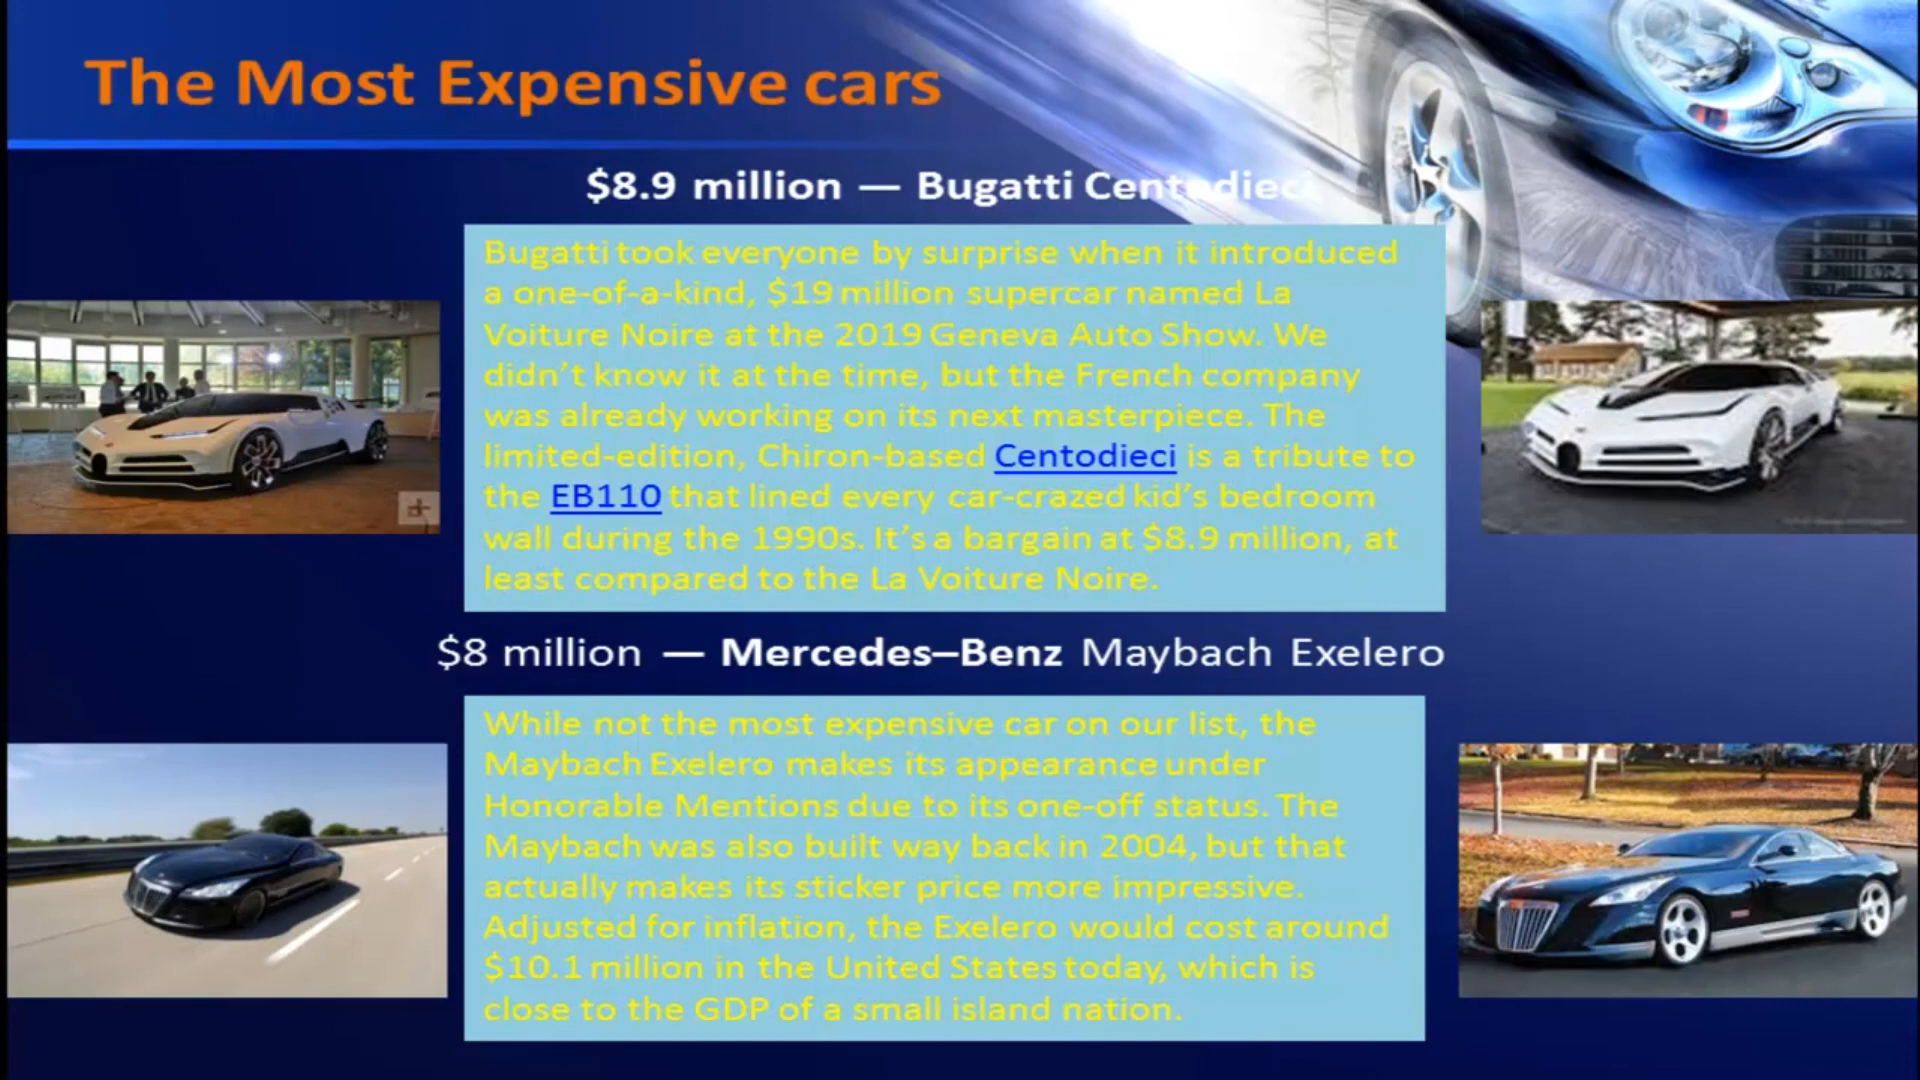 The Most Expensive cars
$8.9 million — Bugatti Centodieci
Bugatti took everyone by surprise when it introduced
a one-of-a-kind, $19 million supercar named La
Voiture Noire at the 2019 Geneva Auto Show. We
didn’t know it at the time, but the French company
was already working on its next masterpiece. The
limited-edition, Chiron-based Centodieci is a tribute to
the EB110 that lined every car-crazed kid’s bedroom
wall during the 1990s. It’s a bargain at $8.9 million, at
least compared to the La Voiture Noire.
$8 million — Mercedes–Benz Maybach Exelero
While not the most expensive car on our list, the
Maybach Exelero makes its appearance under
Honorable Mentions due to its one-off status. The
Maybach was also built way back in 2004, but that
actually makes its sticker price more impressive.
Adjusted for inflation, the Exelero would cost around
$10.1 million in the United States today, which is
close to the GDP of a small island nation.